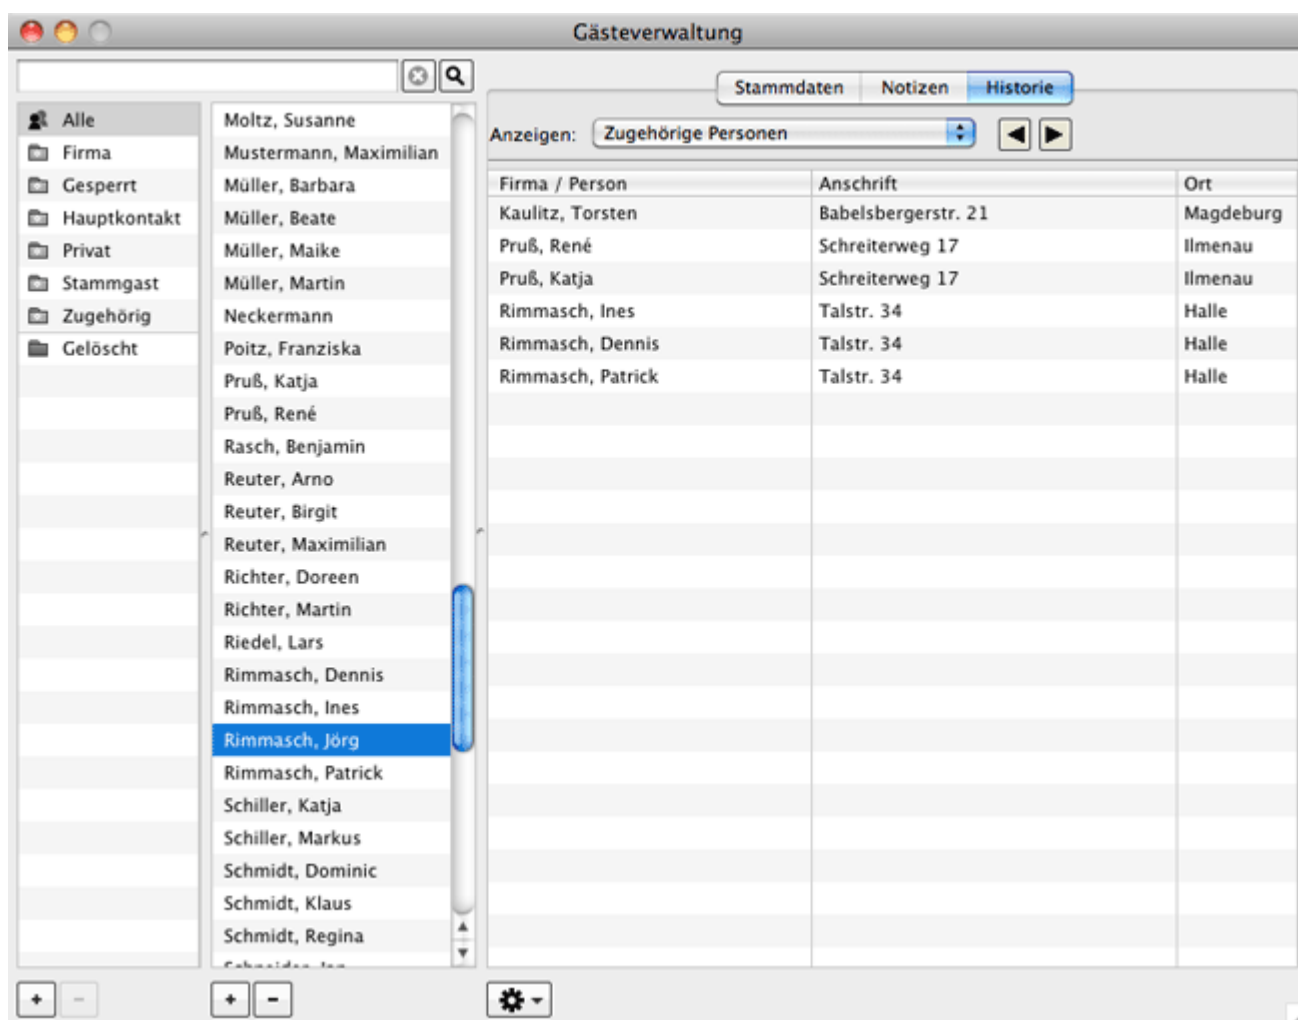 Gästeverwaltung
Stammdaten Notizen Historie
Anzeigen: Zugehörige Personen
Alle
Firma
Gesperrt
Hauptkontakt
Privat
Stammgast
Zugehörig
Gelöscht
Moltz, Susanne
Mustermann, Maximilian
Müller, Barbara
Müller, Beate
Müller, Maike
Müller, Martin
Neckermann
Poitz, Franziska
Pruß, Katja
Pruß, René
Rasch, Benjamin
Reuter, Arno
Reuter, Birgit
Reuter, Maximilian
Richter, Doreen
Richter, Martin
Riedel, Lars
Rimmasch, Dennis
Rimmasch, Ines
Rimmasch, Jörg
Rimmasch, Patrick
Schiller, Katja
Schiller, Markus
Schmidt, Dominic
Schmidt, Klaus
Schmidt, Regina
Firma / Person Anschrift Ort
Kaulitz, Torsten Babelsbergerstr. 21 Magdeburg
Pruß, René Schreiterweg 17 Ilmenau
Pruß, Katja Schreiterweg 17 Ilmenau
Rimmasch, Ines Talstr. 34 Halle
Rimmasch, Dennis Talstr. 34 Halle
Rimmasch, Patrick Talstr. 34 Halle